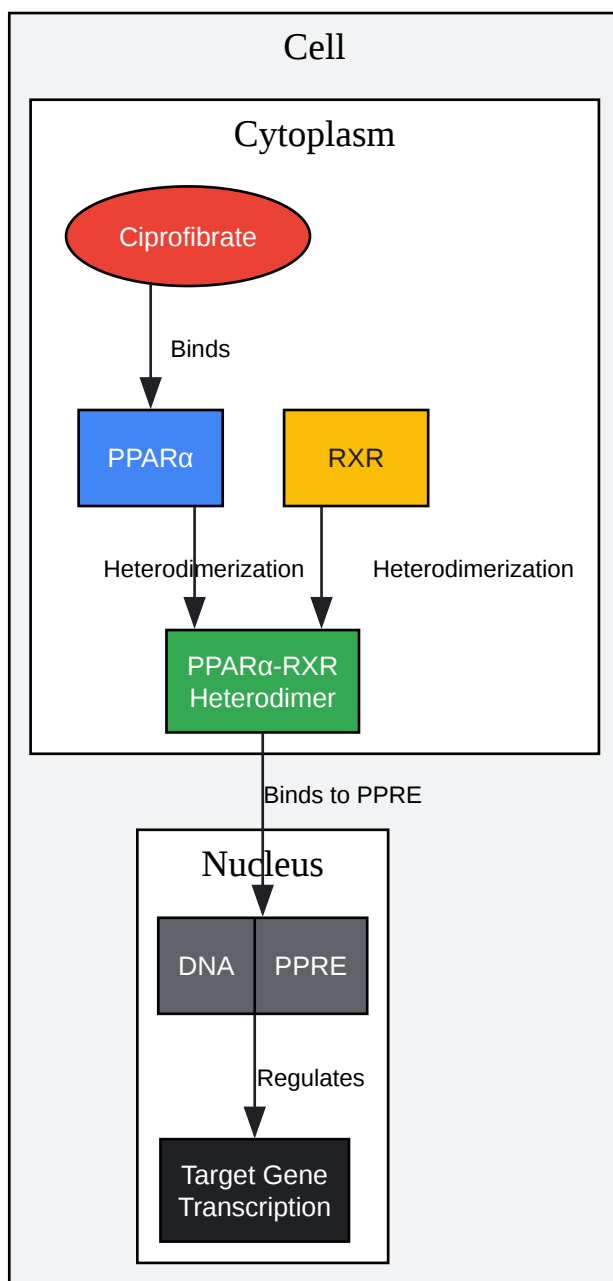 Cell
Cytoplasm
Ciprofibrate
Binds
PPARα
RXR
Heterodimerization
Heterodimerization
PPARα-RXR
Heterodimer
Binds to PPRE
Nucleus
DNA
PPRE
Regulates
Target Gene
Transcription